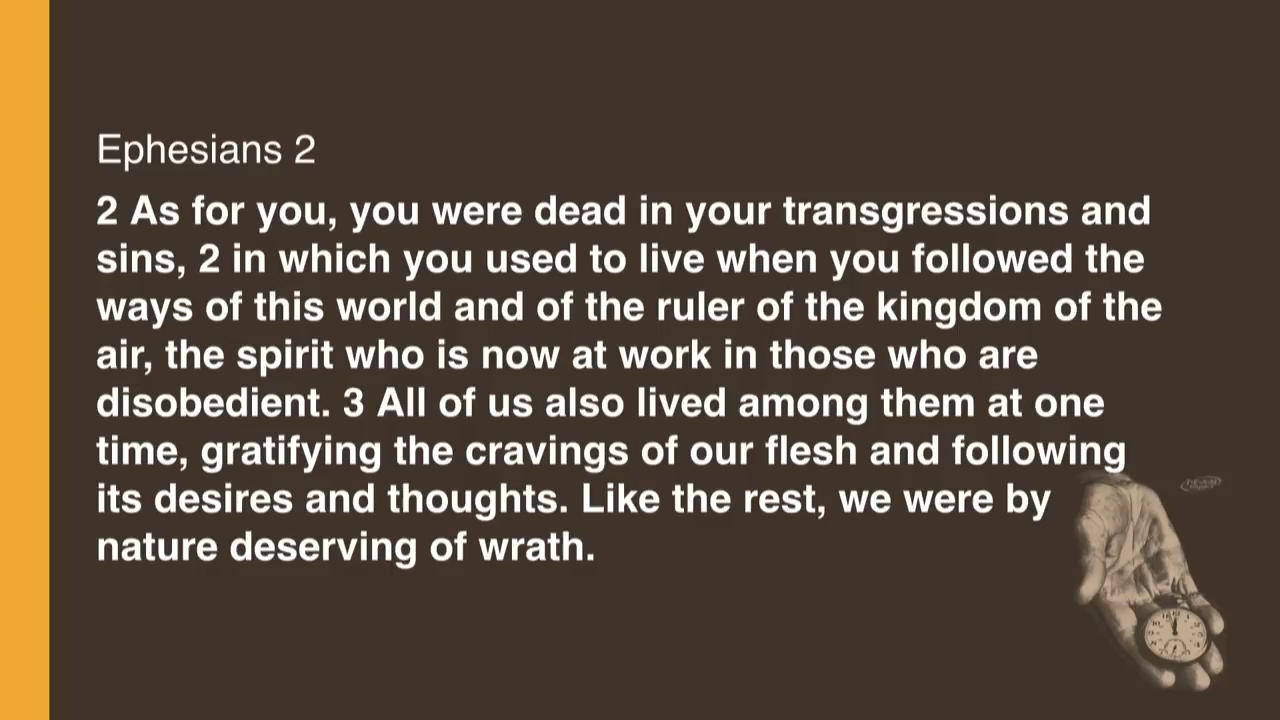 Ephesians 2
2 As for you, you were dead in your transgressions and
sins, 2 in which you used to live when you followed the
ways of this world and of the ruler of the kingdom of the
air, the spirit who is now at work in those who are
disobedient. 3 All of us also lived among them at one
time, gratifying the cravings of our flesh and following
its desires and thoughts. Like the rest, we were by
nature deserving of wrath.